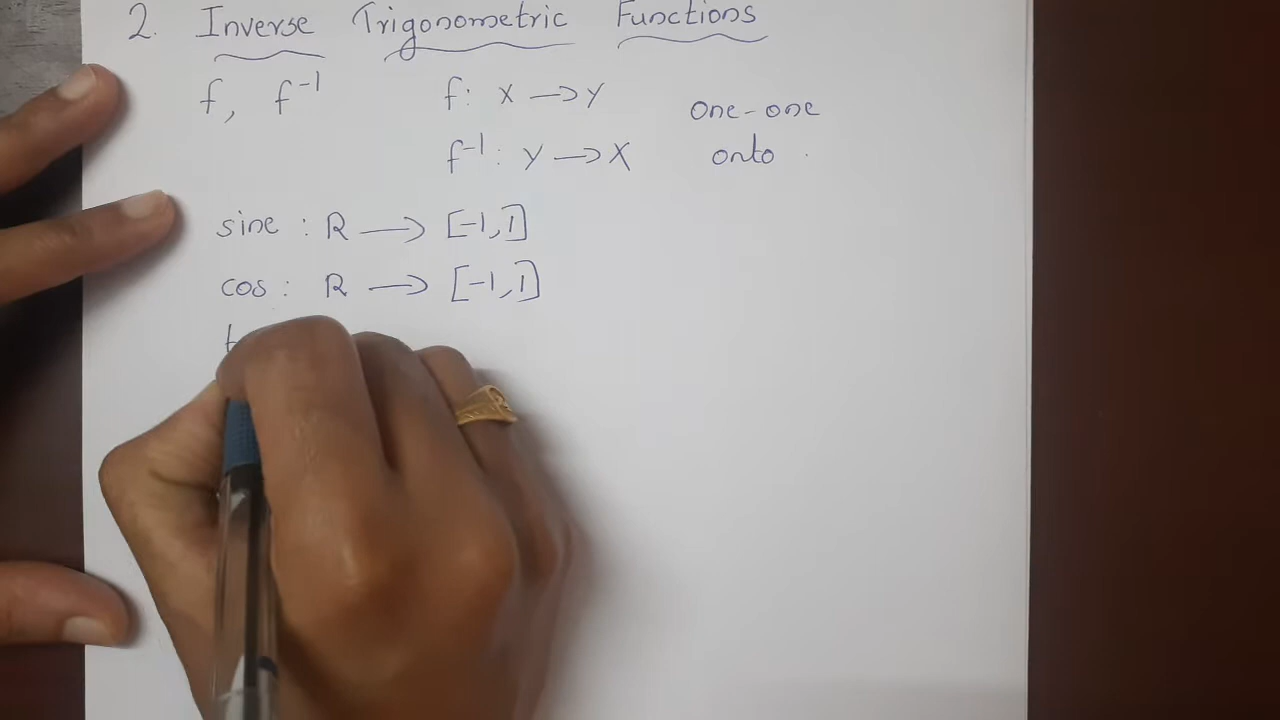 2. Inverse Trigonometric Functions
f, f⁻¹ f: X → Y one-one
f⁻¹: Y → X onto
sine : R → [-1,1]
cos : R → [-1,1]
t